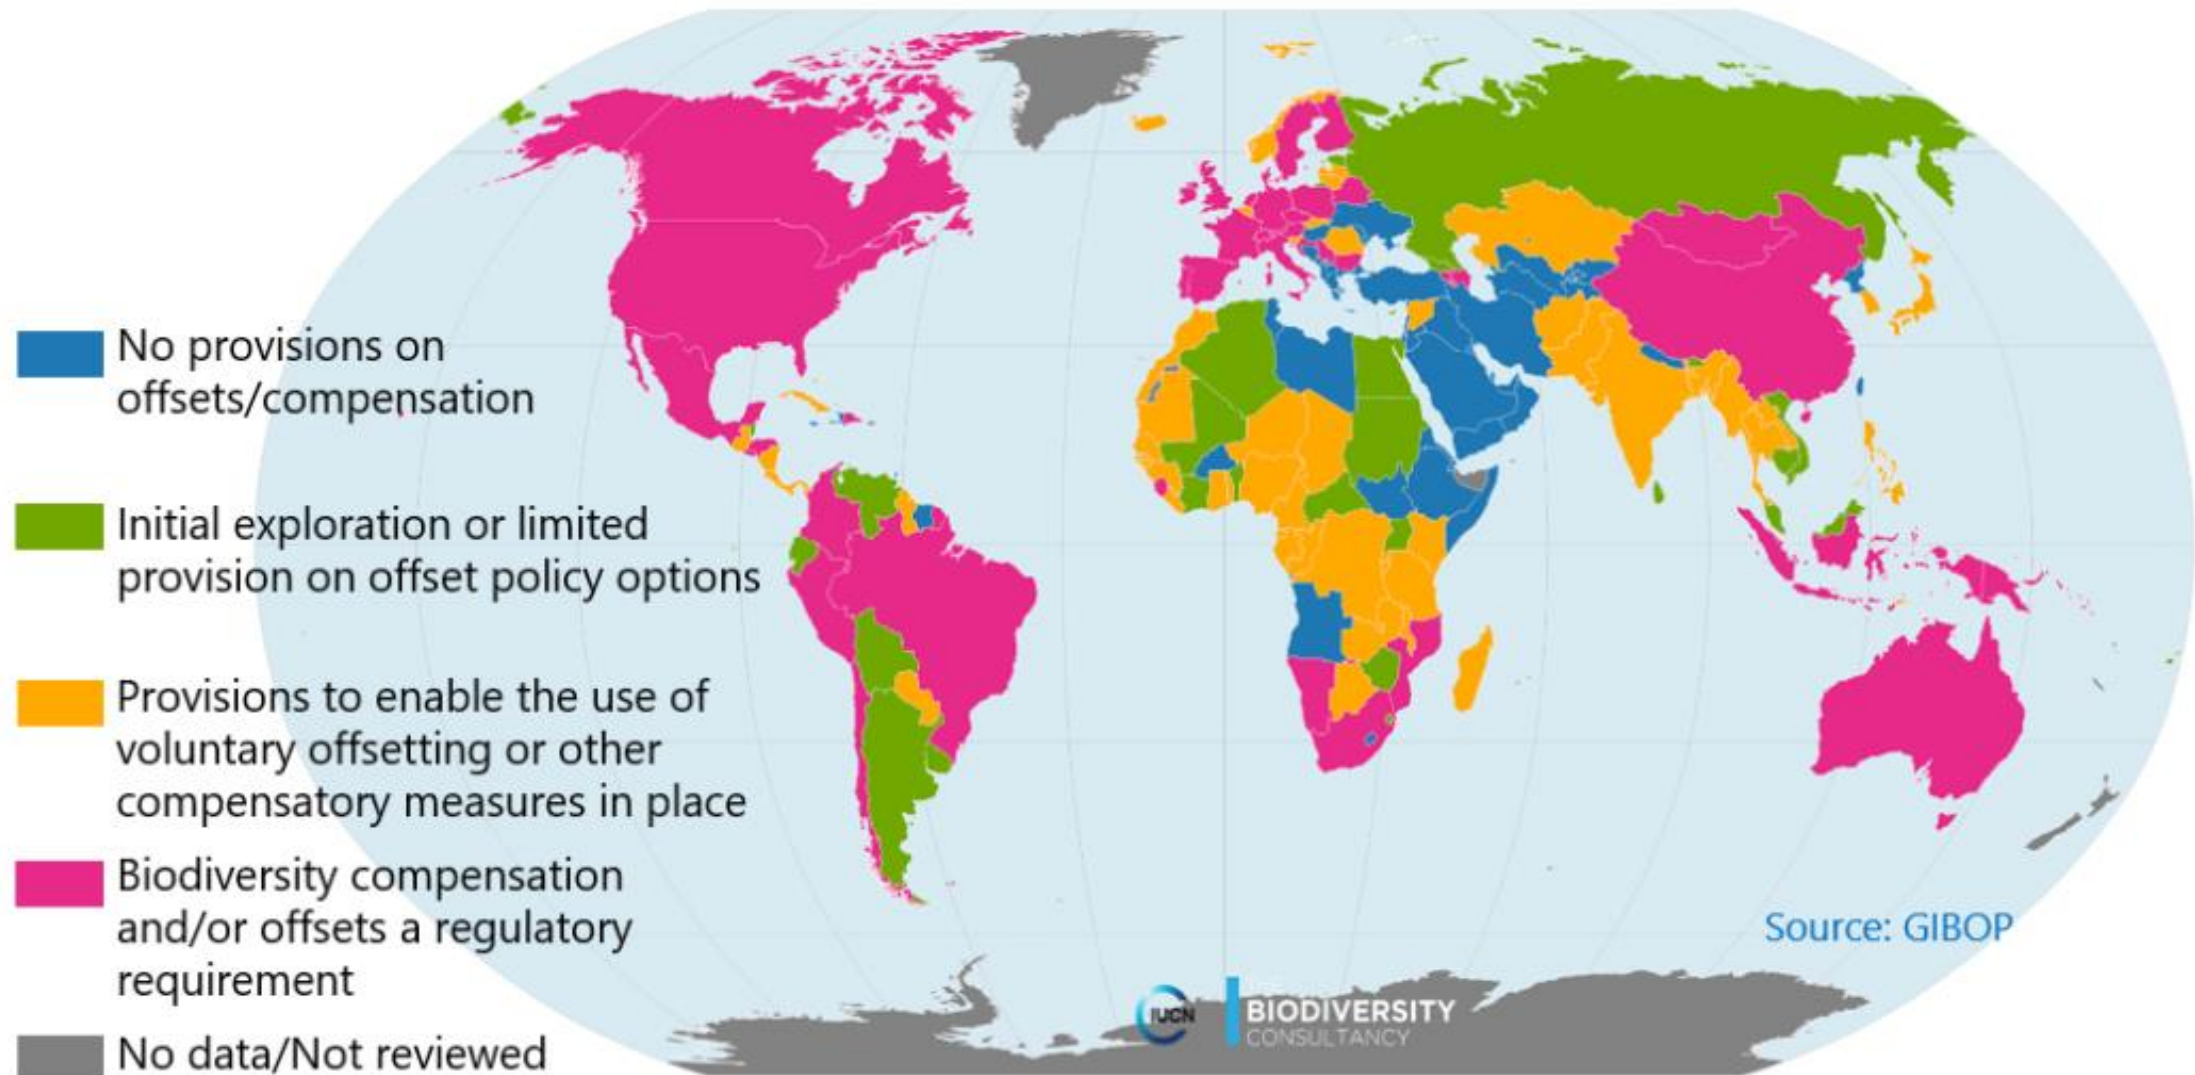 No provisions on
offsets/compensation
Initial exploration or limited
provision on offset policy options
Provisions to enable the use of
voluntary offsetting or other
compensatory measures in place
Biodiversity compensation
and/or offsets a regulatory
requirement
No data/Not reviewed
Source: GIBOP
IUCN
BIODIVERSITY
CONSULTANCY